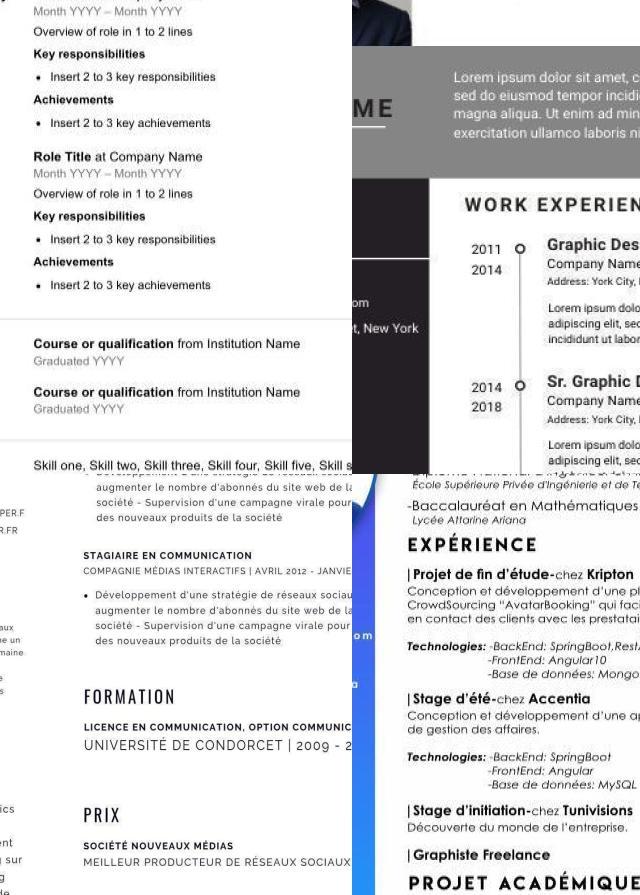 Month YYYY – Month YYYY
Overview of role in 1 to 2 lines
Key responsibilities
• Insert 2 to 3 key responsibilities
Achievements
• Insert 2 to 3 key achievements
Role Title at Company Name
Month YYYY – Month YYYY
Overview of role in 1 to 2 lines
Key responsibilities
• Insert 2 to 3 key responsibilities
Achievements
• Insert 2 to 3 key achievements
Course or qualification from Institution Name
Graduated YYYY
Course or qualification from Institution Name
Graduated YYYY
Skill one, Skill two, Skill three, Skill four, Skill five, Skill s
ME
Lorem ipsum dolor sit amet, c
sed do eiusmod tempor incidi
magna aliqua. Ut enim ad min
exercitation ullamco laboris ni
om
t, New York
WORK EXPERIEN
2011
2014
Graphic Des
Company Name
Address: York City,
Lorem ipsum dolo
adipiscing elit, sec
incididunt ut labor
2014
2018
Sr. Graphic D
Company Name
Address: York City,
Lorem ipsum dolo
adipiscing elit, sec
PER.F
R.FR
aux
ne un
maine
e
s
ics
ent
g sur
g
de
augmenter le nombre d'abonnés du site web de la
société - Supervision d'une campagne virale pour
des nouveaux produits de la société
STAGIAIRE EN COMMUNICATION
COMPAGNIE MÉDIAS INTERACTIFS | AVRIL 2012 - JANVIE
• Développement d'une stratégie de réseaux sociau
augmenter le nombre d'abonnés du site web de la
société - Supervision d'une campagne virale pour
des nouveaux produits de la société
FORMATION
LICENCE EN COMMUNICATION, OPTION COMMUNIC
UNIVERSITÉ DE CONDORCET | 2009 - 2
PRIX
SOCIÉTÉ NOUVEAUX MÉDIAS
MEILLEUR PRODUCTEUR DE RÉSEAUX SOCIAUX
om
a
École Supérieure Privée d'Ingénierie et de Te
-Baccalauréat en Mathématiques
Lycée Attarine Ariana
EXPÉRIENCE
|Projet de fin d'étude-chez Kripton
Conception et développement d'une pl
CrowdSourcing "AvatarBooking" qui faci
en contact des clients avec les prestatai
Technologies: -BackEnd: SpringBoot,RestA
-FrontEnd: Angular10
-Base de données: Mongo
|Stage d'été-chez Accentia
Conception et développement d'une ap
de gestion des affaires.
Technologies: -BackEnd: SpringBoot
-FrontEnd: Angular
-Base de données: MySQL
|Stage d'initiation-chez Tunivisions
Découverte du monde de l'entreprise.
|Graphiste Freelance
PROJET ACADÉMIQUE